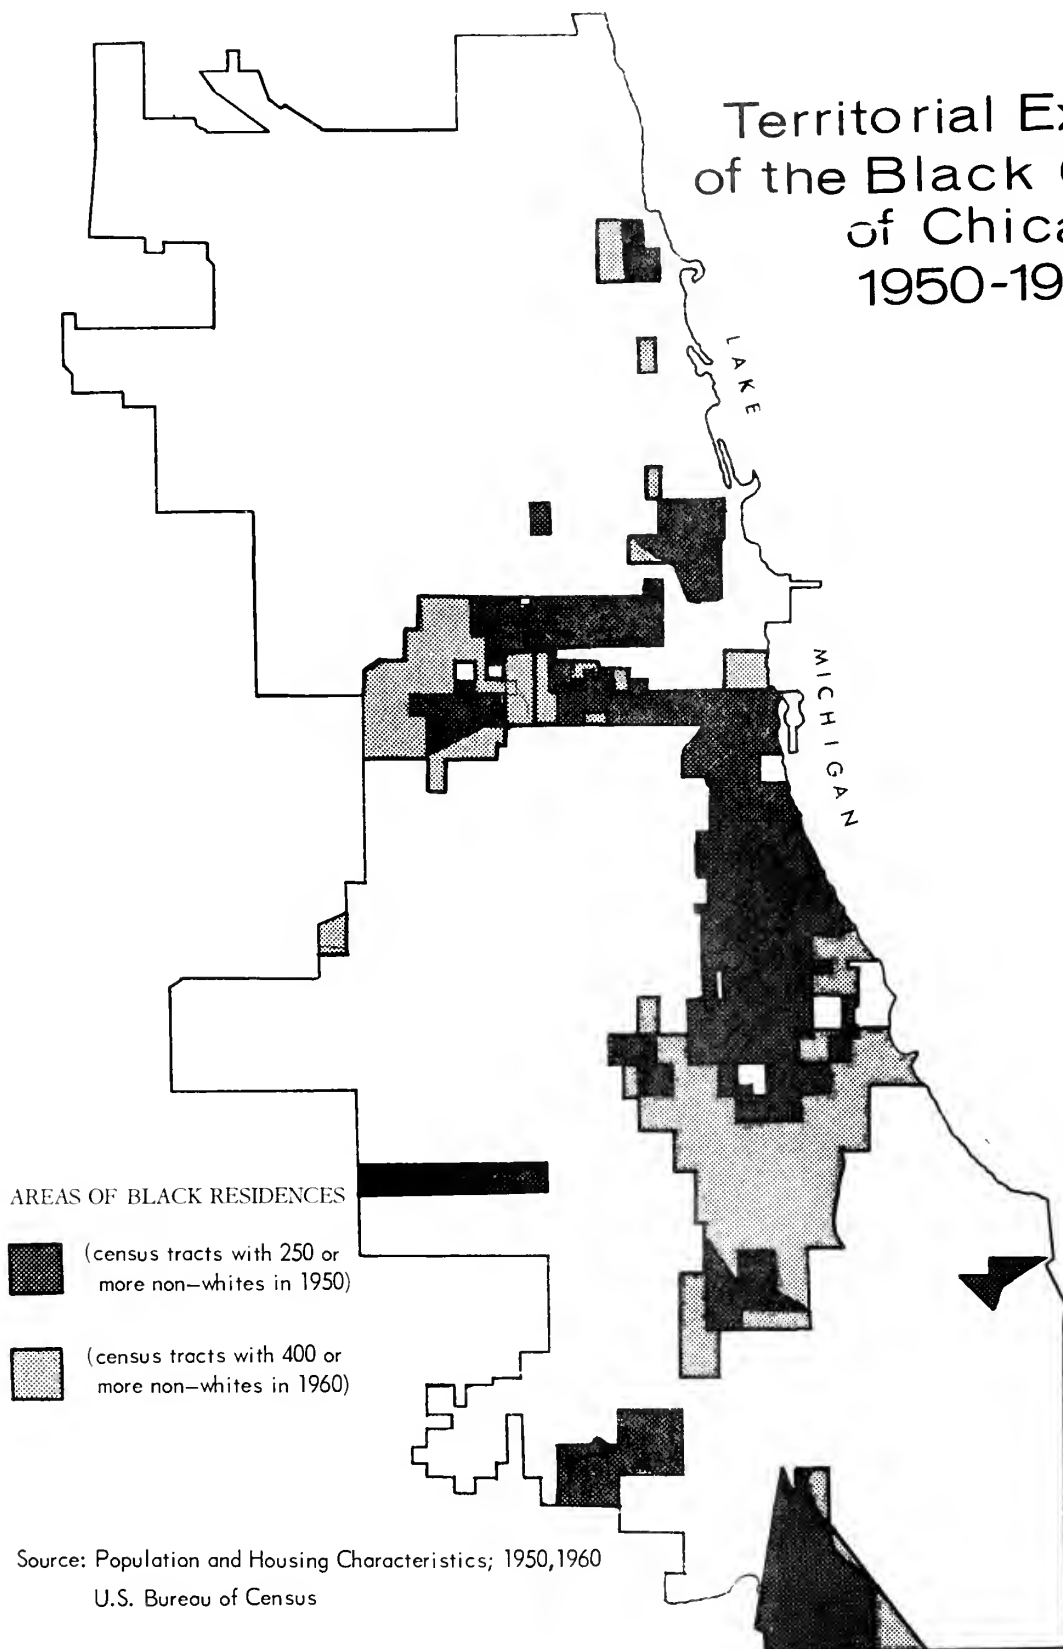 Territorial
of the Black
of
1950-19
LAKE
MICHIGAN
AREAS OF BLACK RESIDENCES
(census tracts with 250 or
more non-whites in 1950)
(census tracts with 400 or
more non-whites in 1960)
Source: Population and Housing Characteristics; 1950,1960
U.S. Bureau of Census